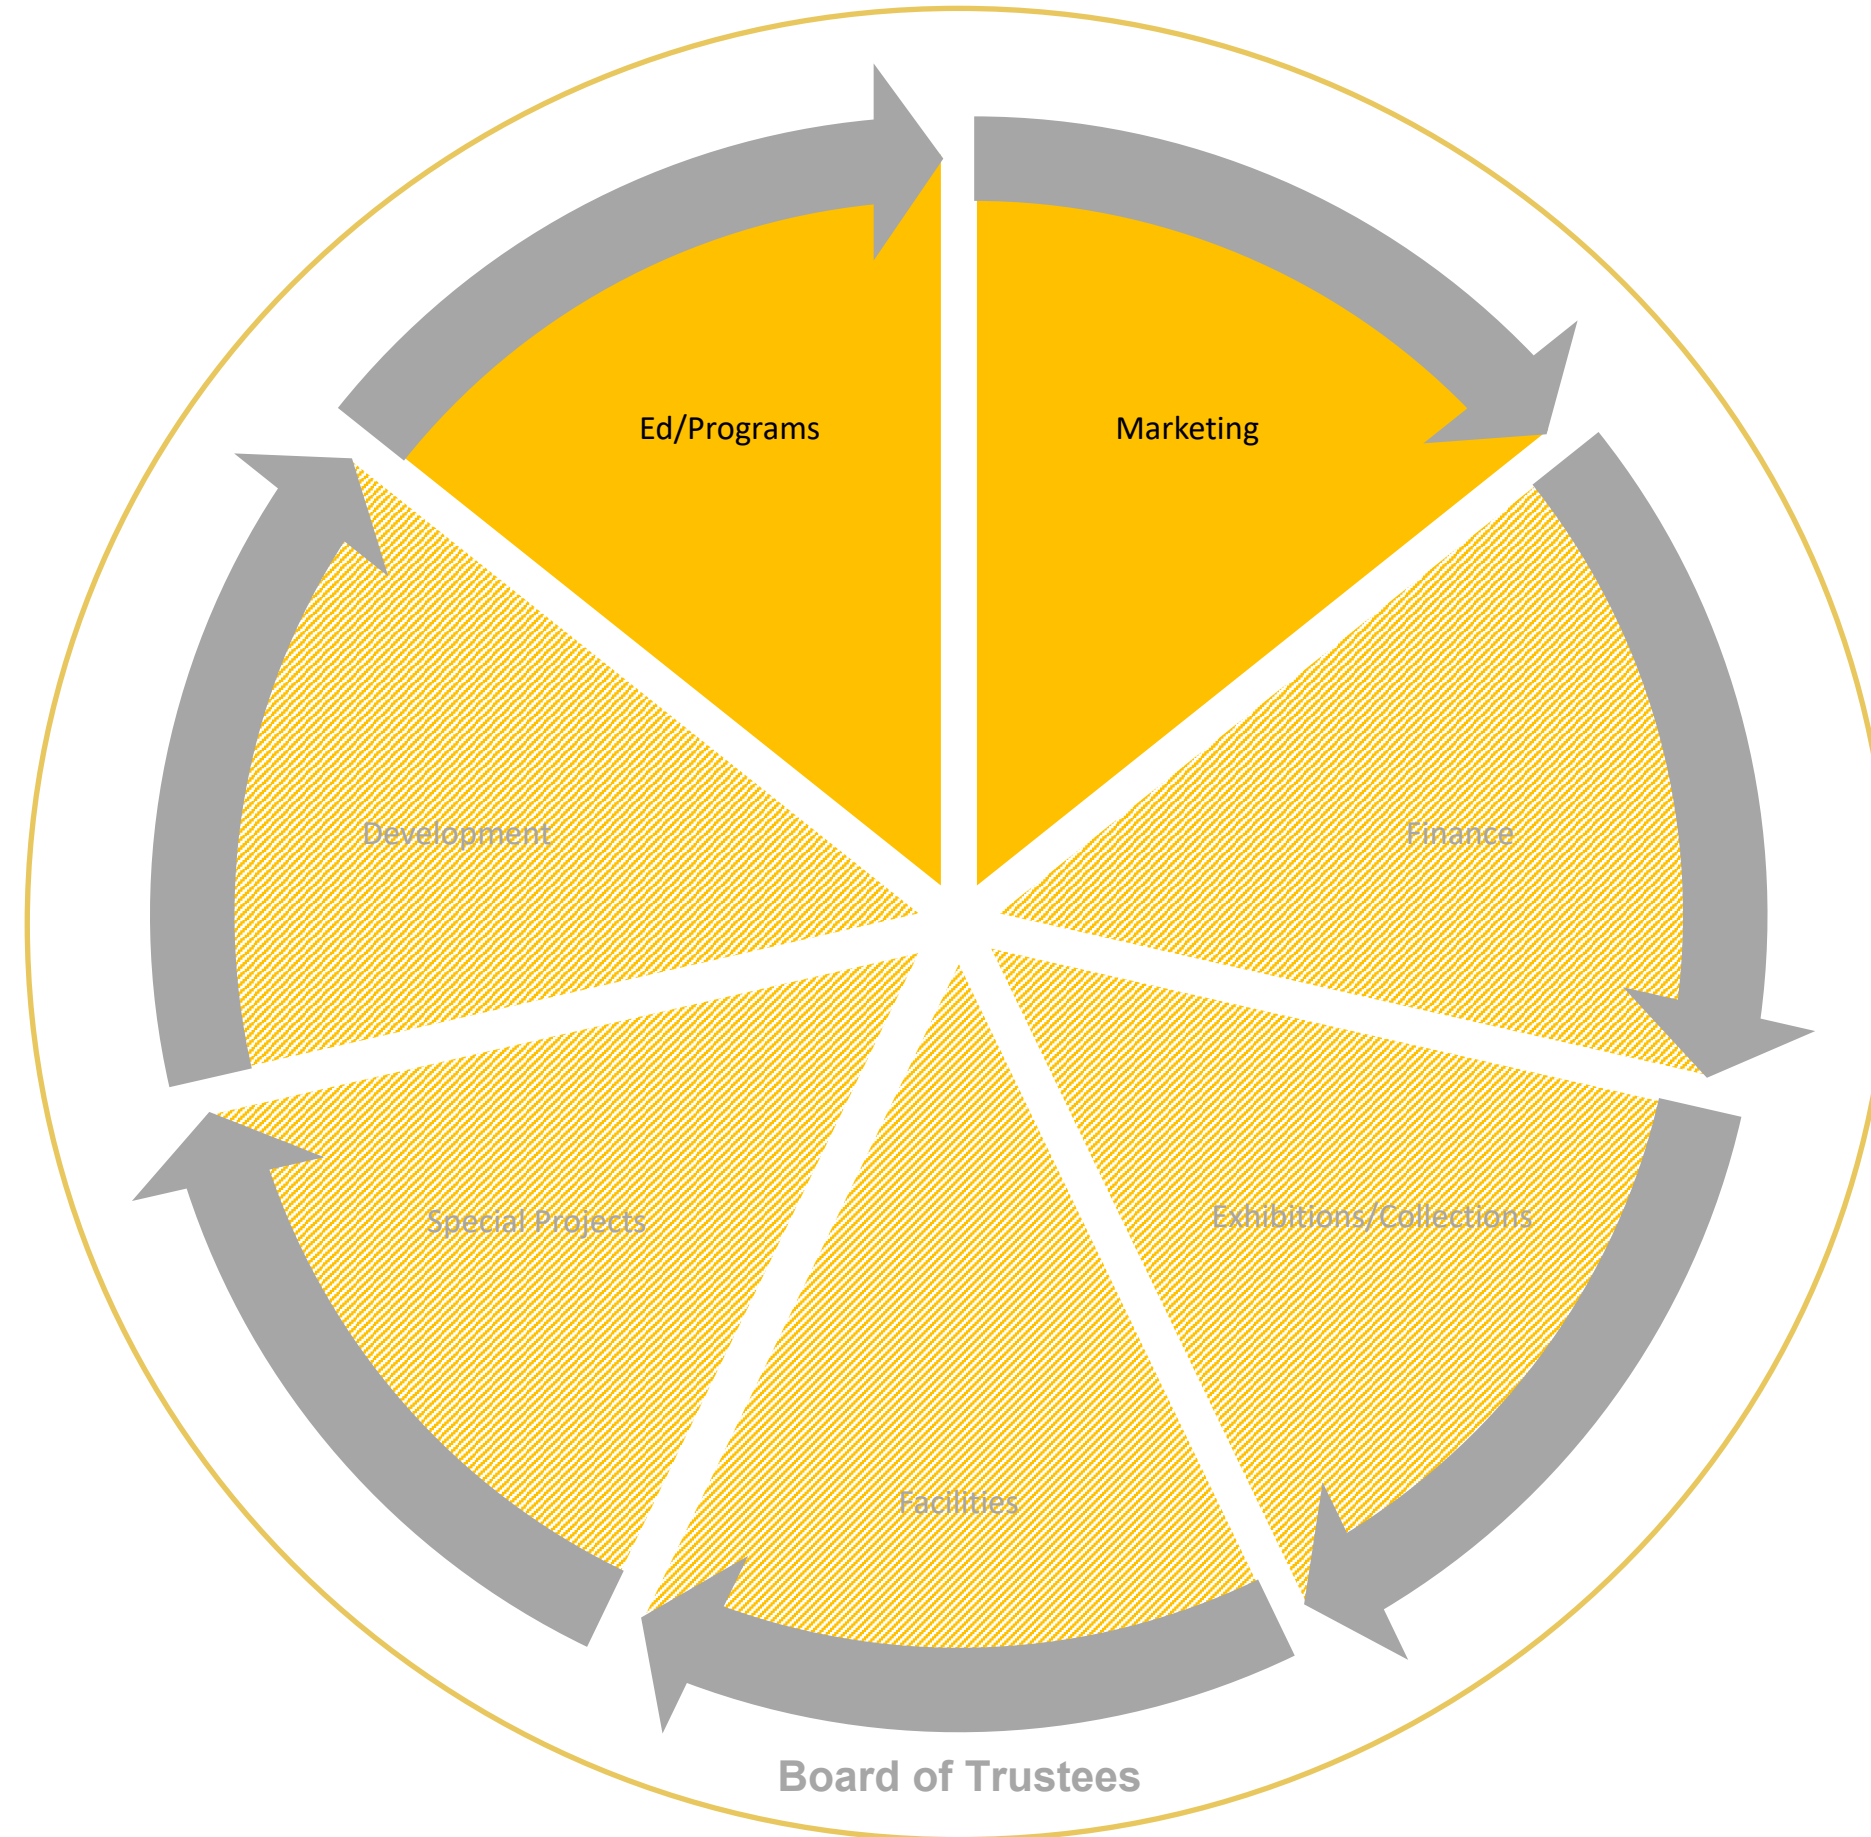 Ed/Programs
Marketing
Development
Finance
Special Projects
Exhibitions/Collections
Facilities
Board of Trustees